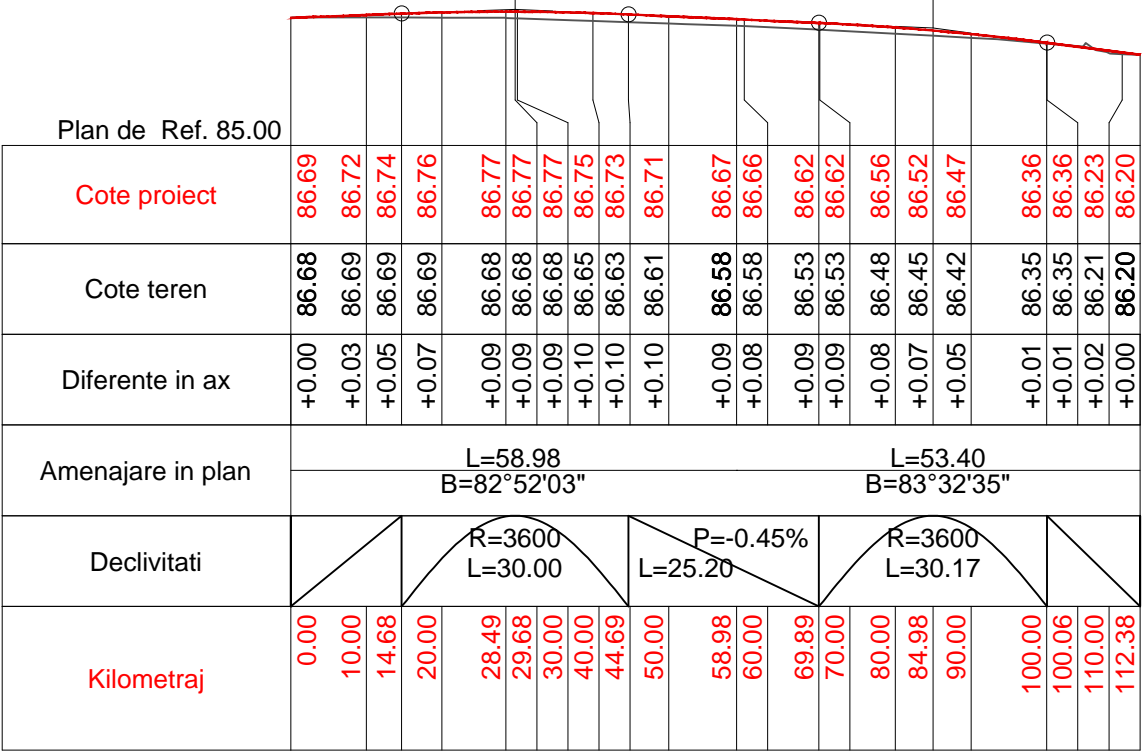 Plan de Ref. 85.00
Cote proiect
86.69 86.72 86.74 86.76 86.77 86.77 86.77 86.75 86.73 86.71 86.67 86.66 86.62 86.62 86.56 86.52 86.47 86.36 86.36 86.23 86.20
Cote teren
86.68 86.69 86.69 86.69 86.68 86.68 86.68 86.65 86.63 86.61 86.58 86.58 86.53 86.53 86.48 86.45 86.42 86.35 86.35 86.21 86.20
Diferente in ax
+0.00 +0.03 +0.05 +0.07 +0.09 +0.09 +0.09 +0.10 +0.10 +0.10 +0.09 +0.08 +0.09 +0.09 +0.08 +0.07 +0.05 +0.01 +0.01 +0.02 +0.00
Amenajare in plan
L=58.98
B=82°52'03"
L=53.40
B=83°32'35"
Declivitati
R=3600
L=30.00
P=-0.45%
L=25.20
R=3600
L=30.17
Kilometraj
0.00 10.00 14.68 20.00 28.49 29.68 30.00 40.00 44.69 50.00 58.98 60.00 69.89 70.00 80.00 84.98 90.00 100.00 100.06 110.00 112.38